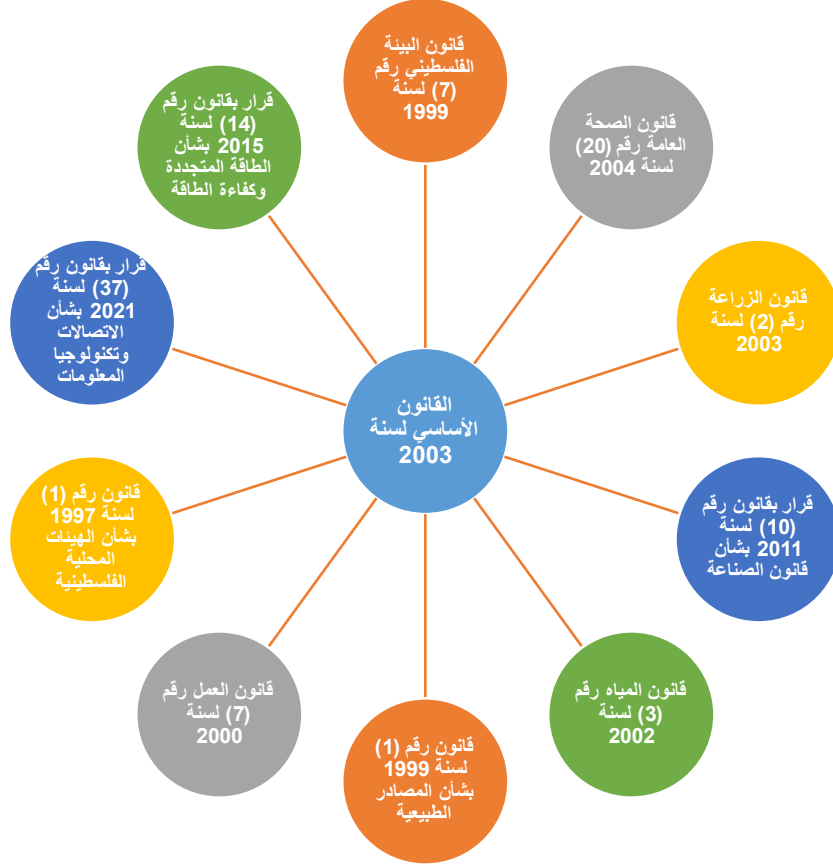 قانون البيئة
الفلسطيني رقم
(7) لسنة
1999
قانون الصحة
العامة رقم (20)
لسنة 2004
قانون الزراعة
رقم (2) لسنة
2003
قرار بقانون رقم
(10) لسنة
2011 بشأن
قانون الصناعة
قانون المياه رقم
(3) لسنة
2002
قانون رقم (1)
لسنة 1999
بشأن المصادر
الطبيعية
قانون العمل رقم
(7) لسنة
2000
قانون رقم (1)
لسنة 1997
بشأن الهيئات
المحلية
الفلسطينية
قرار بقانون رقم
(37) لسنة
2021 بشأن
الاتصالات
وتكنولوجيا
المعلومات
قرار بقانون رقم
(14) لسنة
2015 بشأن
الطاقة المتجددة
وكفاءة الطاقة
القانون
الأساسي لسنة
2003